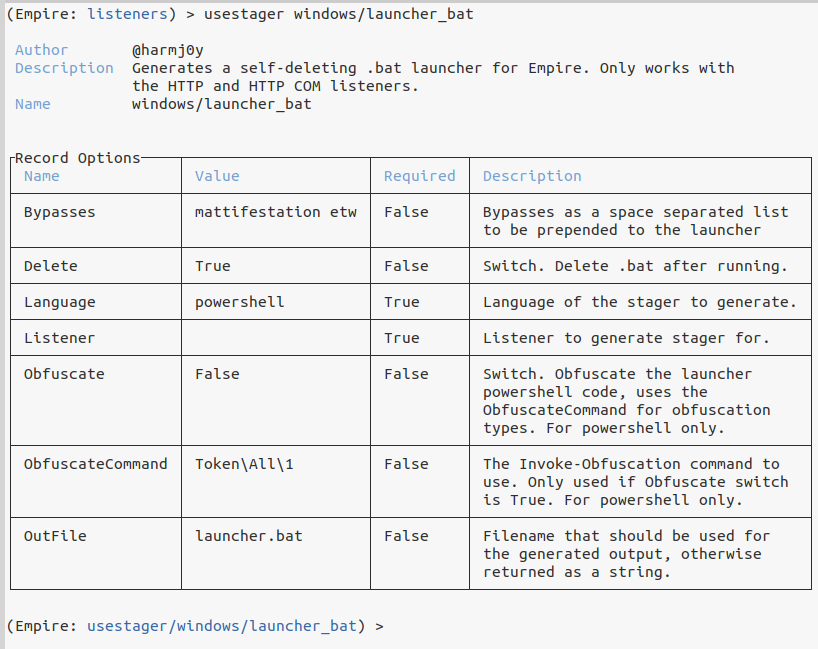 (Empire: listeners) > usestager windows/launcher_bat
Author @harmj0y
Description Generates a self-deleting .bat launcher for Empire. Only works with
the HTTP and HTTP COM listeners.
Name windows/launcher_bat
Record Options
Name Value Required Description
Bypasses mattifestation etw False Bypasses as a space separated list
to be prepended to the launcher
Delete True False Switch. Delete .bat after running.
Language powershell True Language of the stager to generate.
Listener True Listener to generate stager for.
Obfuscate False False Switch. Obfuscate the launcher
powershell code, uses the
ObfuscateCommand for obfuscation
types. For powershell only.
ObfuscateCommand Token\All\1 False The Invoke-Obfuscation command to
use. Only used if Obfuscate switch
is True. For powershell only.
OutFile launcher.bat False Filename that should be used for
the generated output, otherwise
returned as a string.
(Empire: usestager/windows/launcher_bat) >